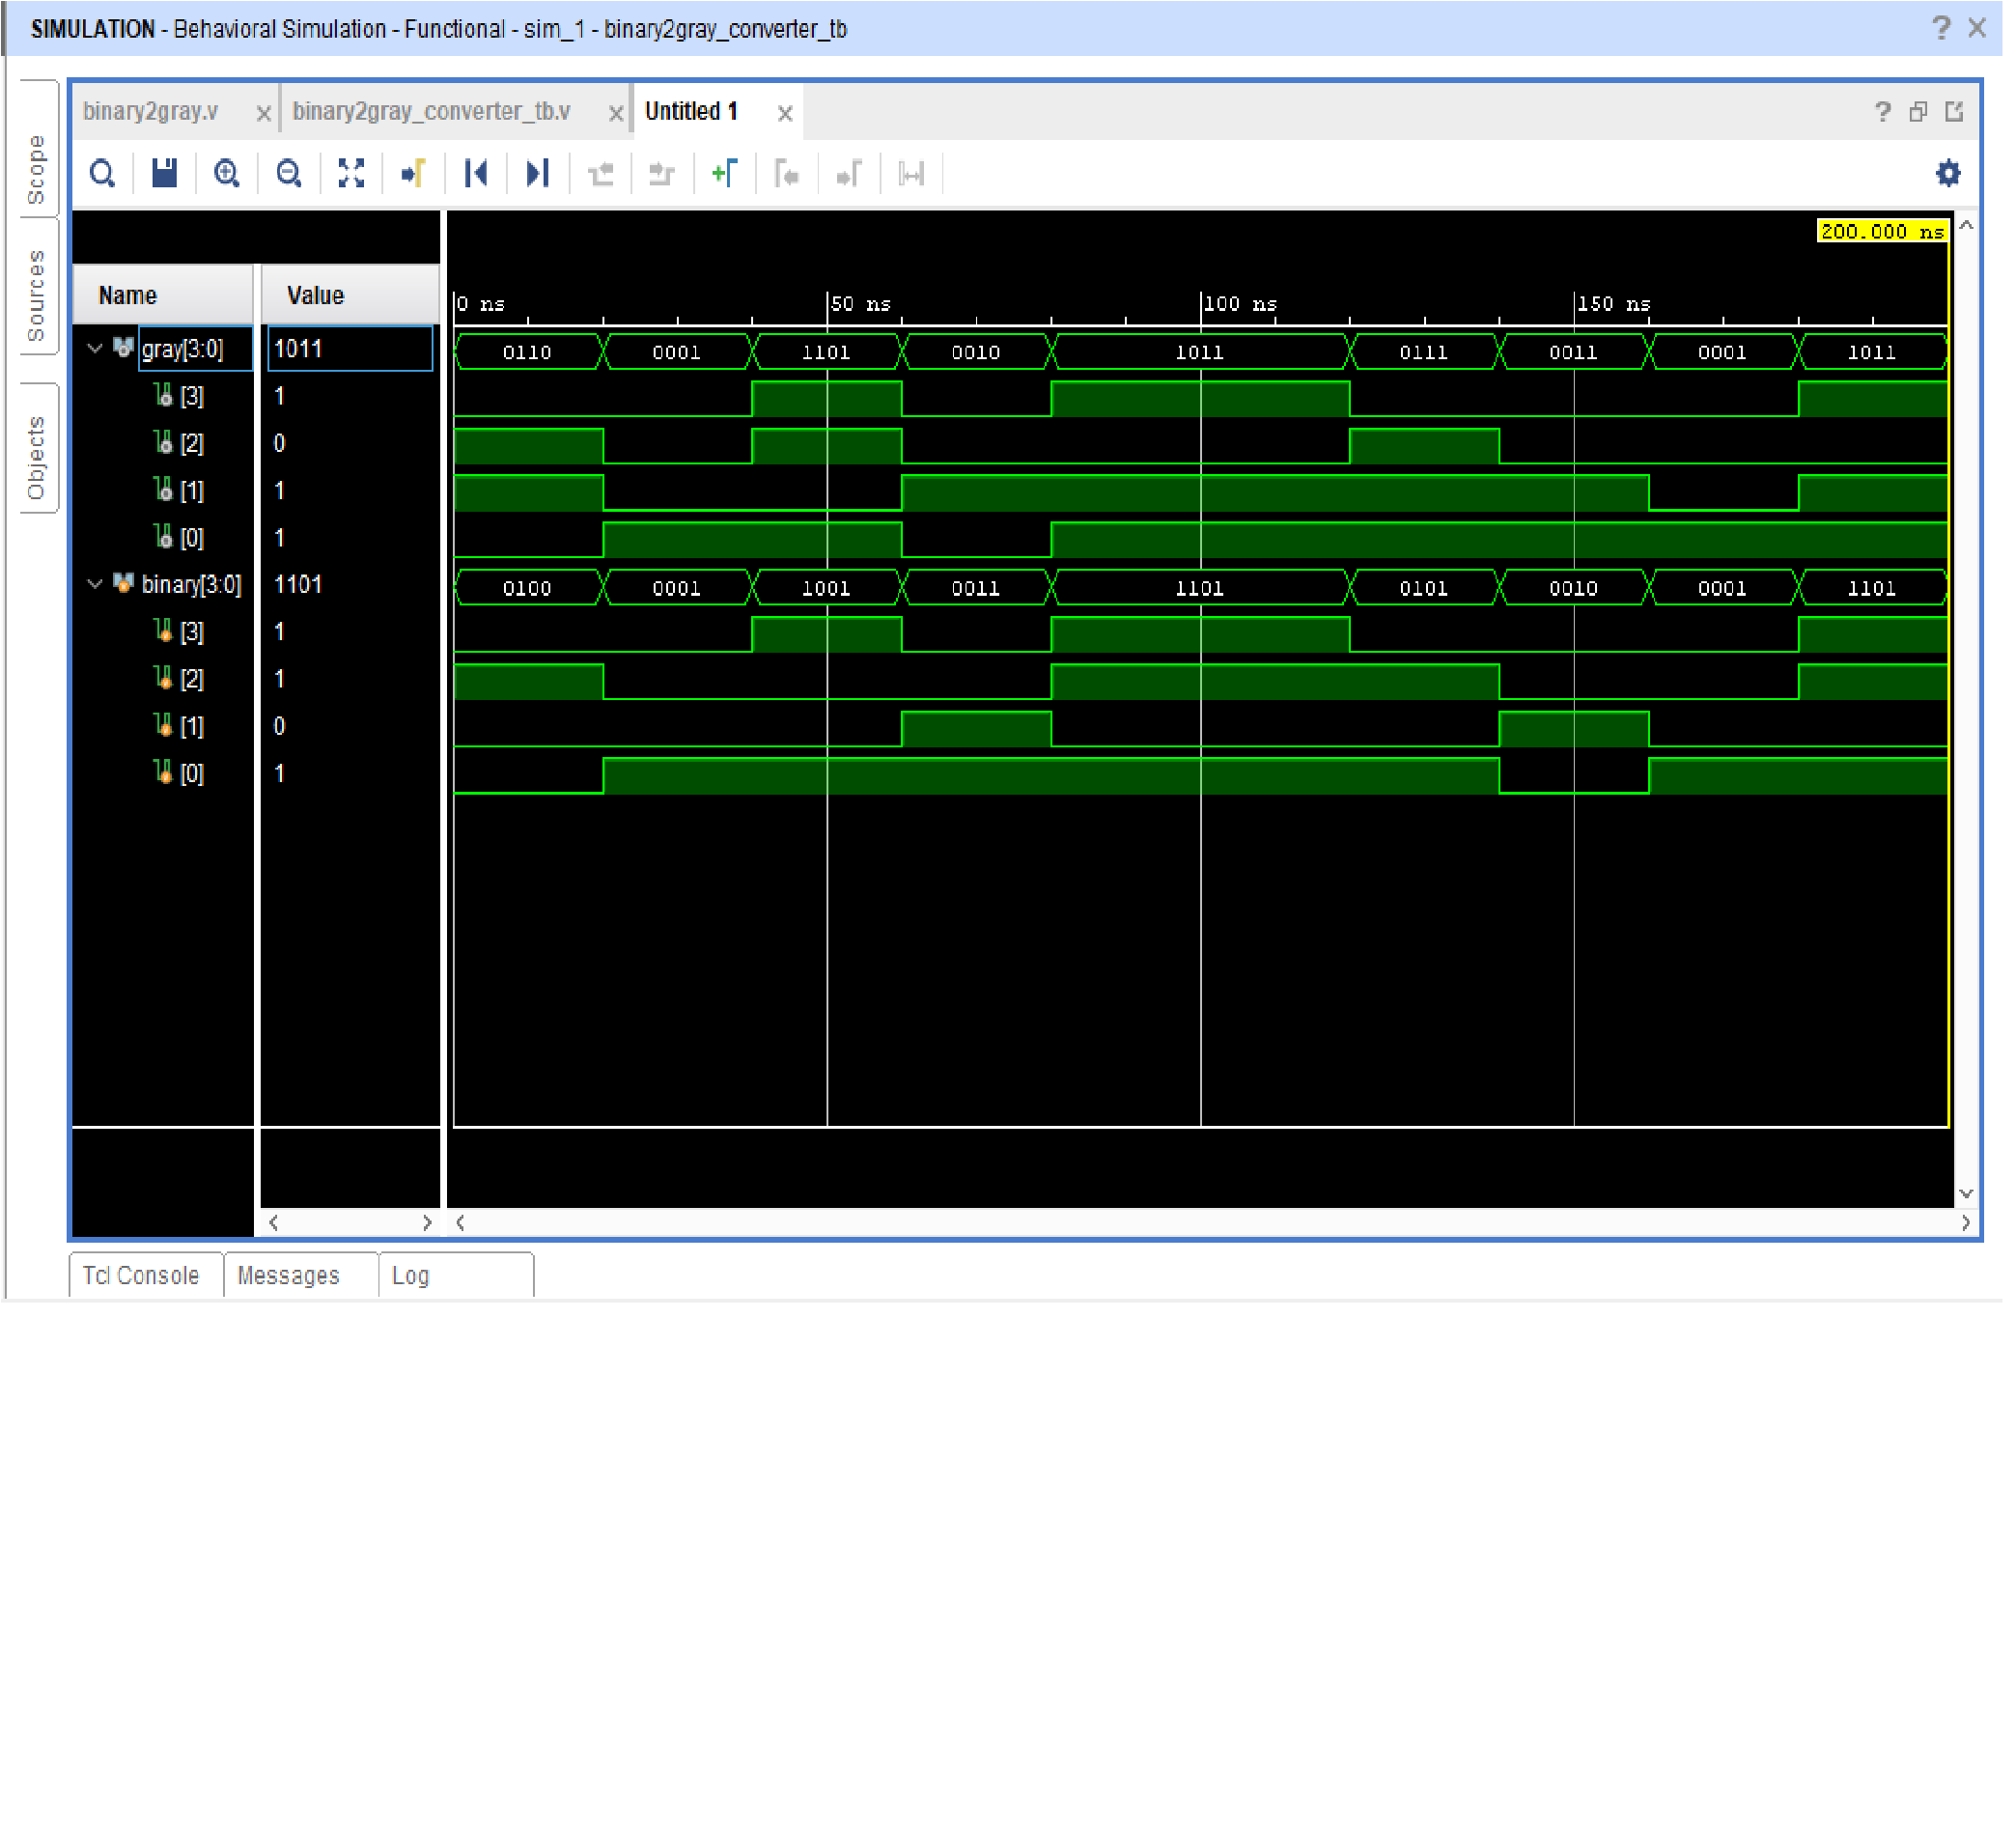 SIMULATION - Behavioral Simulation - Functional - sim_1 - binary2gray_converter_tb
Scope
Sources
Objects
binary2gray.v
binary2gray_converter_tb.v
Untitled 1
200.000 ns
Name Value
0 ns 50 ns 100 ns 150 ns
gray[3:0] 1011 0110 0001 1101 0010 1011 0111 0011 0001 1011
[3] 1
[2] 0
[1] 1
[0] 1
binary[3:0] 1101 0100 0001 1001 0011 1101 0101 0010 0001 1101
[3] 1
[2] 1
[1] 0
[0] 1
Tcl Console Messages Log